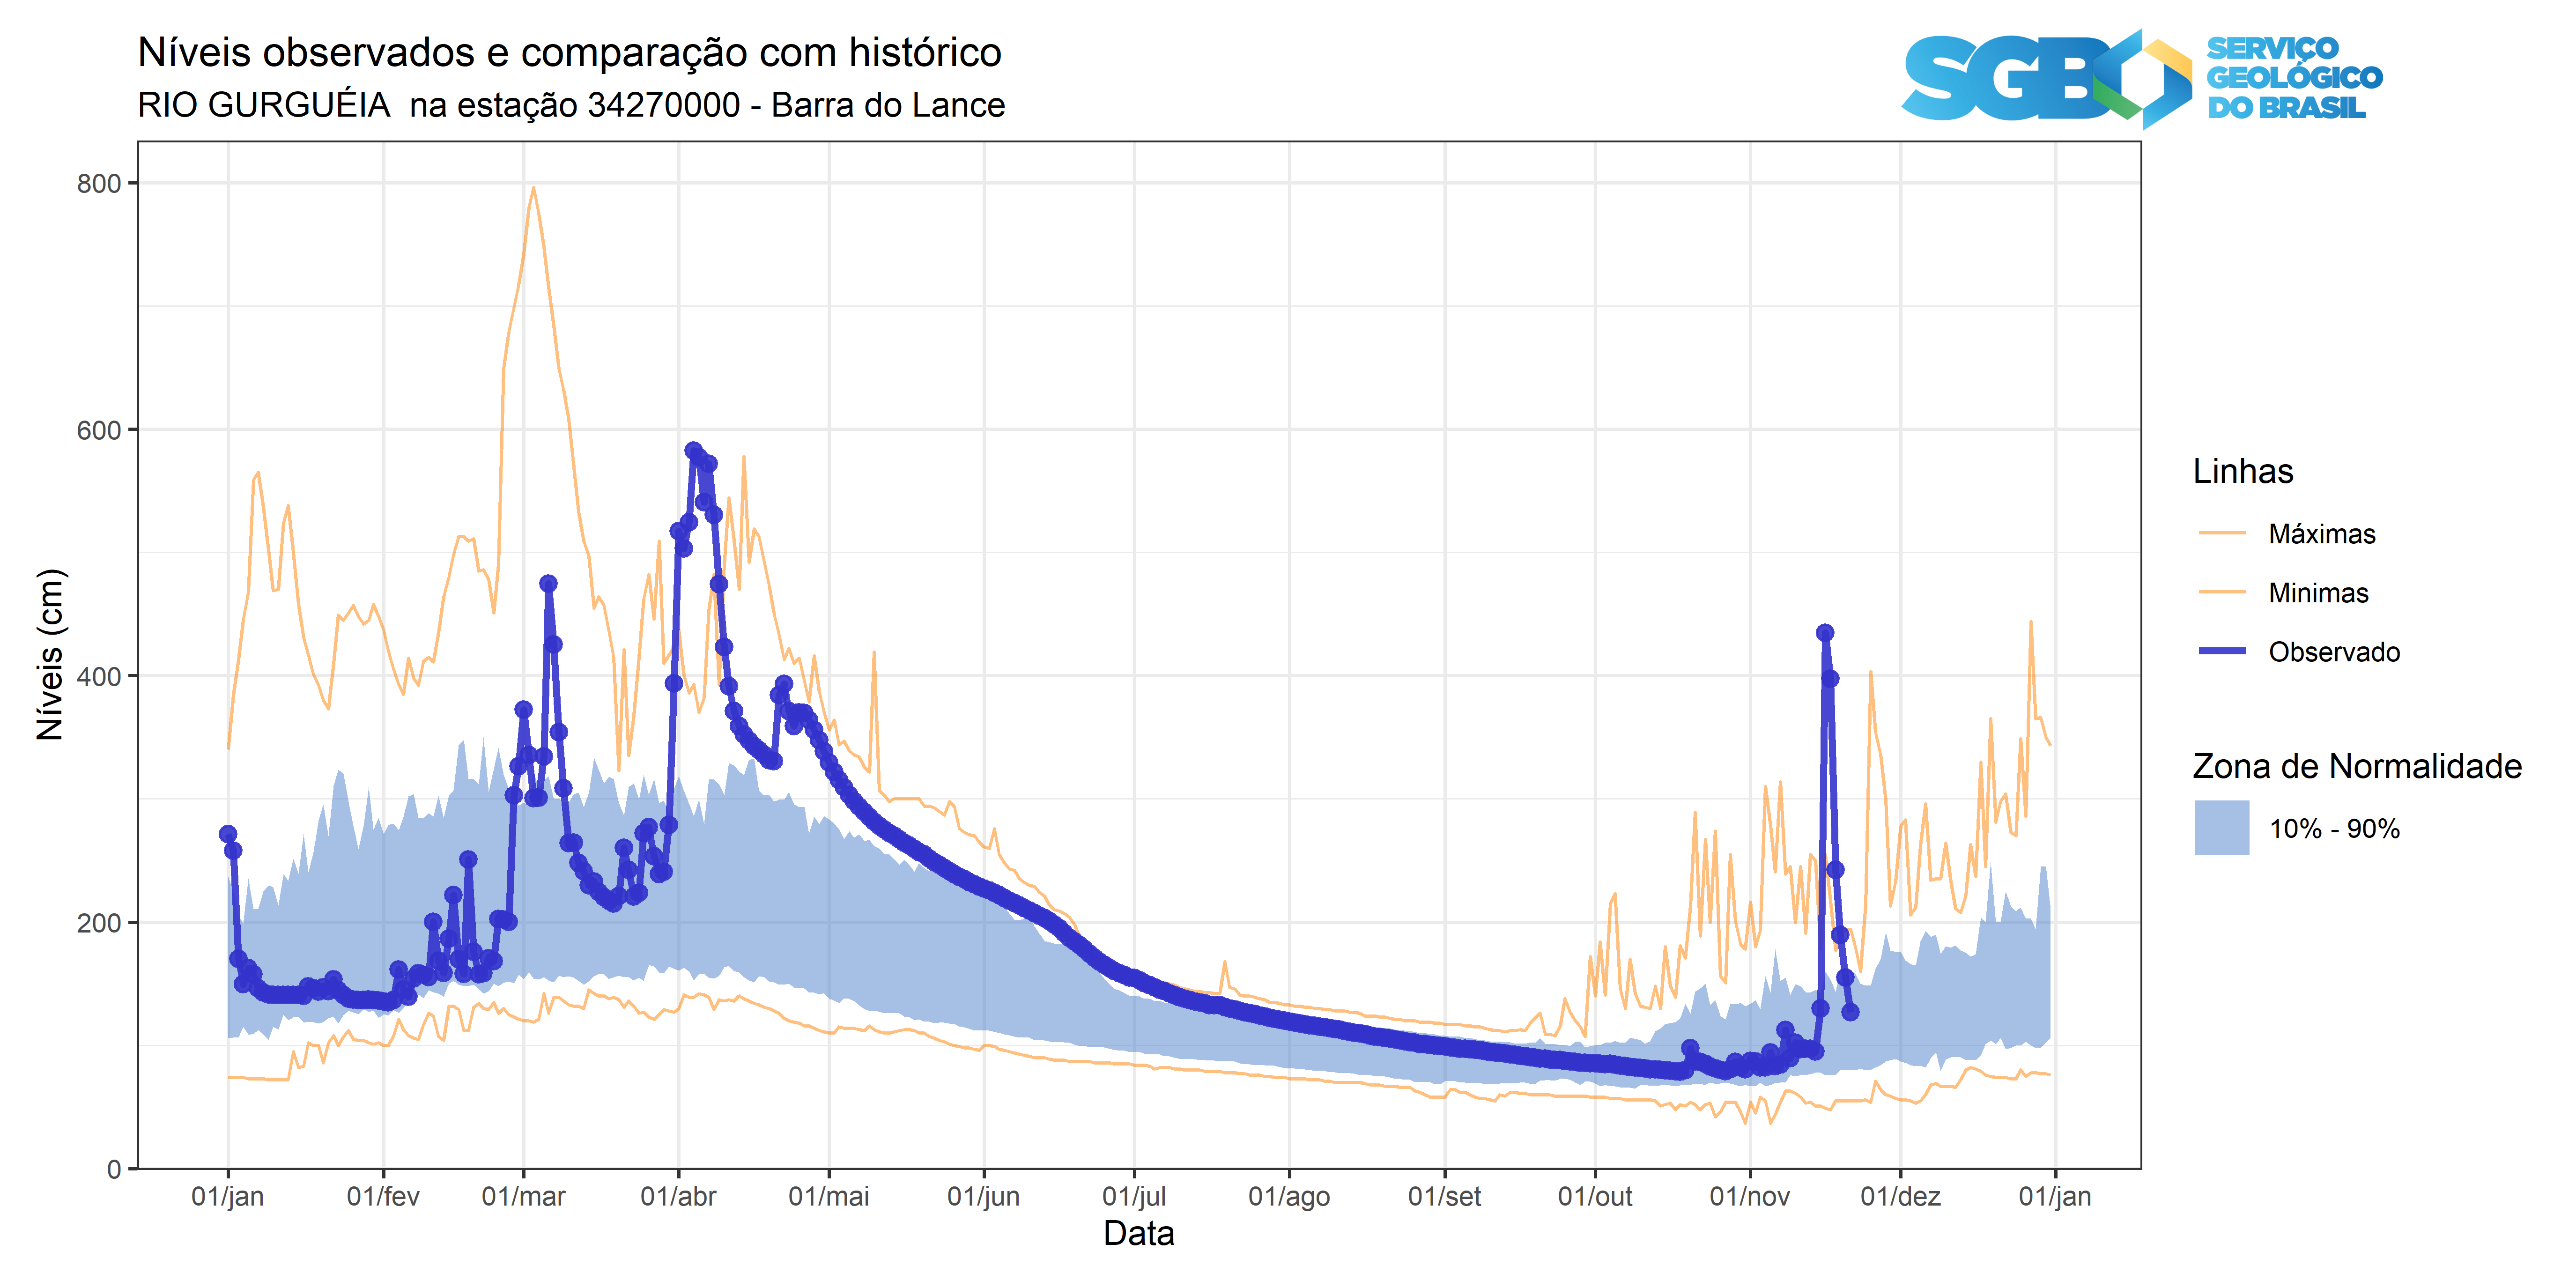 Níveis observados e comparação com histórico
RIO GURGUÉIA  na estação 34270000 - Barra do Lance
SGB
SERVIÇO
GEOLÓGICO
DO BRASIL
Níveis (cm)
800
600
400
200
0
01/jan
01/fev
01/mar
01/abr
01/mai
01/jun
01/jul
01/ago
01/set
01/out
01/nov
01/dez
01/jan
Data
Linhas
Máximas
Minimas
Observado
Zona de Normalidade
10% - 90%